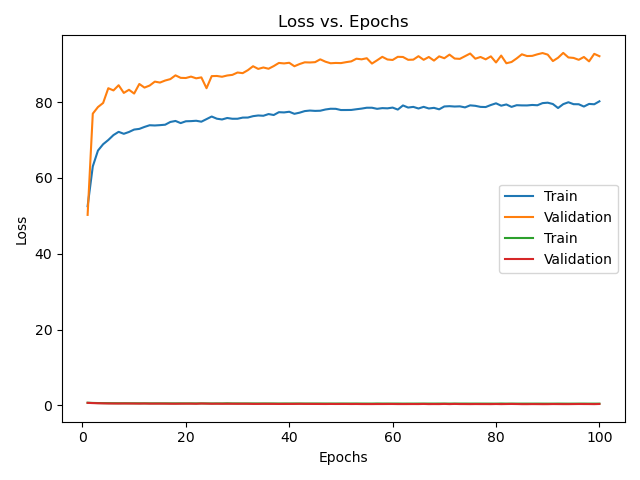 Loss vs. Epochs
Loss
80
60
40
20
0
Train
Validation
Train
Validation
0 20 40 60 80 100
Epochs